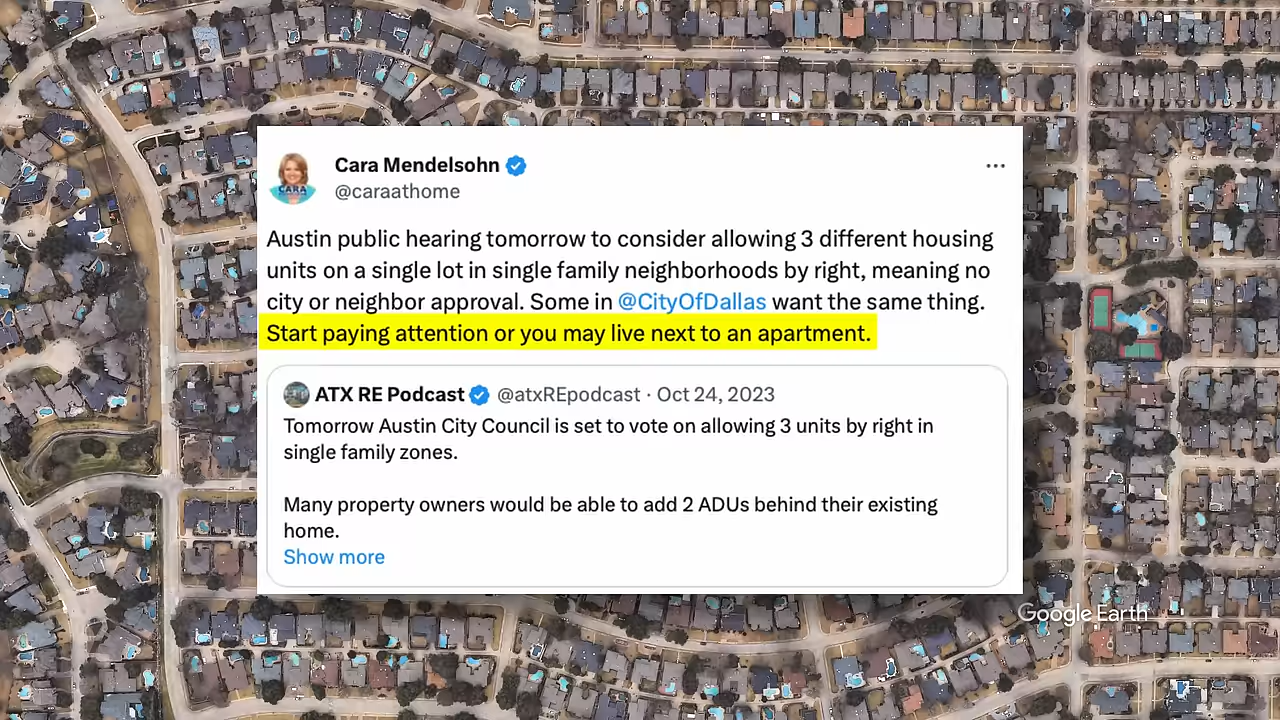 Cara Mendelsohn
@caraathome
CARA
Austin public hearing tomorrow to consider allowing 3 different housing
units on a single lot in single family neighborhoods by right, meaning no
city or neighbor approval. Some in @CityOfDallas want the same thing.
Start paying attention or you may live next to an apartment.
ATX RE Podcast @atxREpodcast · Oct 24, 2023
Tomorrow Austin City Council is set to vote on allowing 3 units by right in
single family zones.
Many property owners would be able to add 2 ADUs behind their existing
home.
Show more
Google Earth